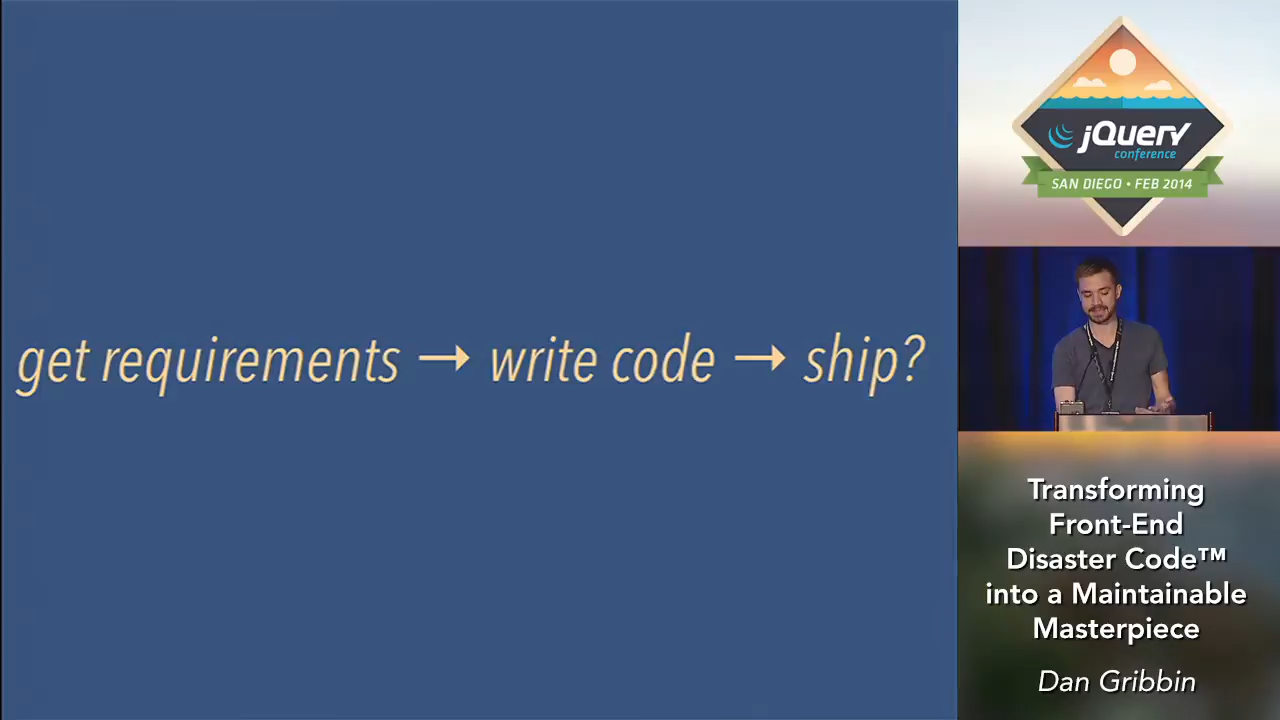 get requirements → write code → ship?
jQuery
conference
SAN DIEGO • FEB 2014
Transforming
Front-End
Disaster Code™
into a Maintainable
Masterpiece
Dan Gribbin